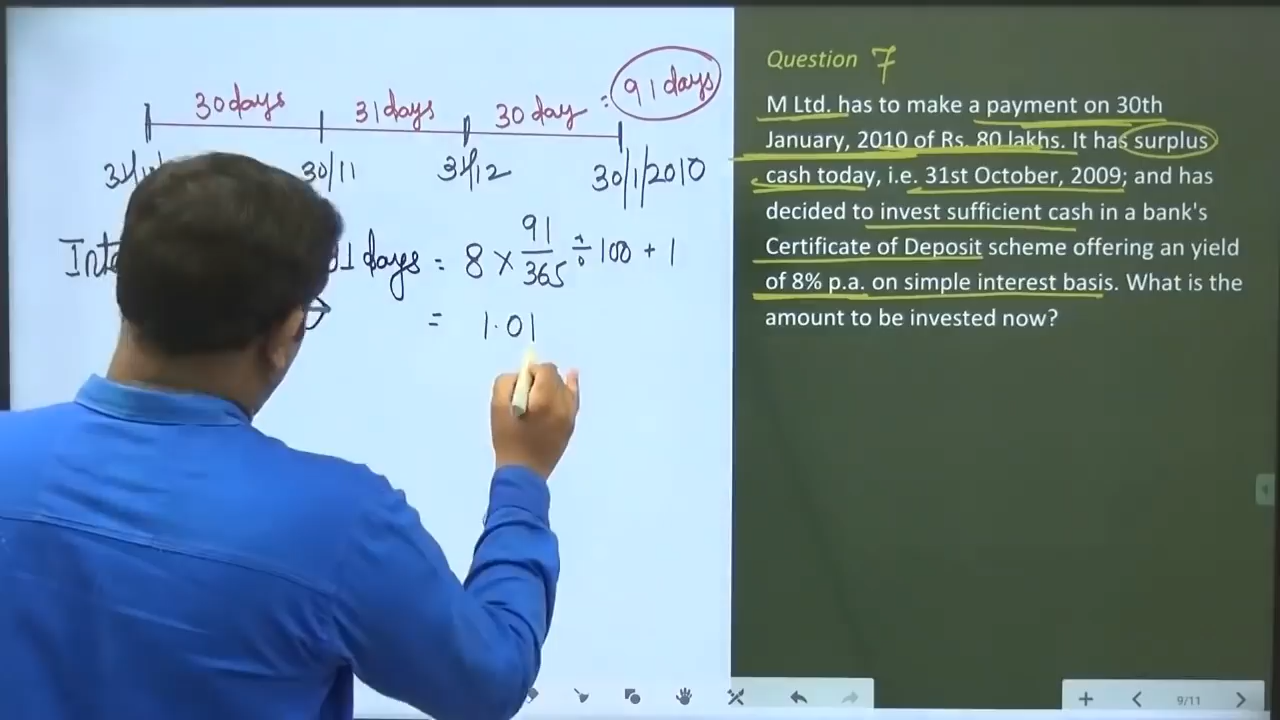 30 days 31 days 30 day = 91 days
30/11 31/12 30/1/2010
days = 8 × 91/365 ÷ 100 + 1
= 1.01
Question 7
M Ltd. has to make a payment on 30th
January, 2010 of Rs. 80 lakhs. It has surplus
cash today, i.e. 31st October, 2009; and has
decided to invest sufficient cash in a bank's
Certificate of Deposit scheme offering an yield
of 8% p.a. on simple interest basis. What is the
amount to be invested now?
9/11